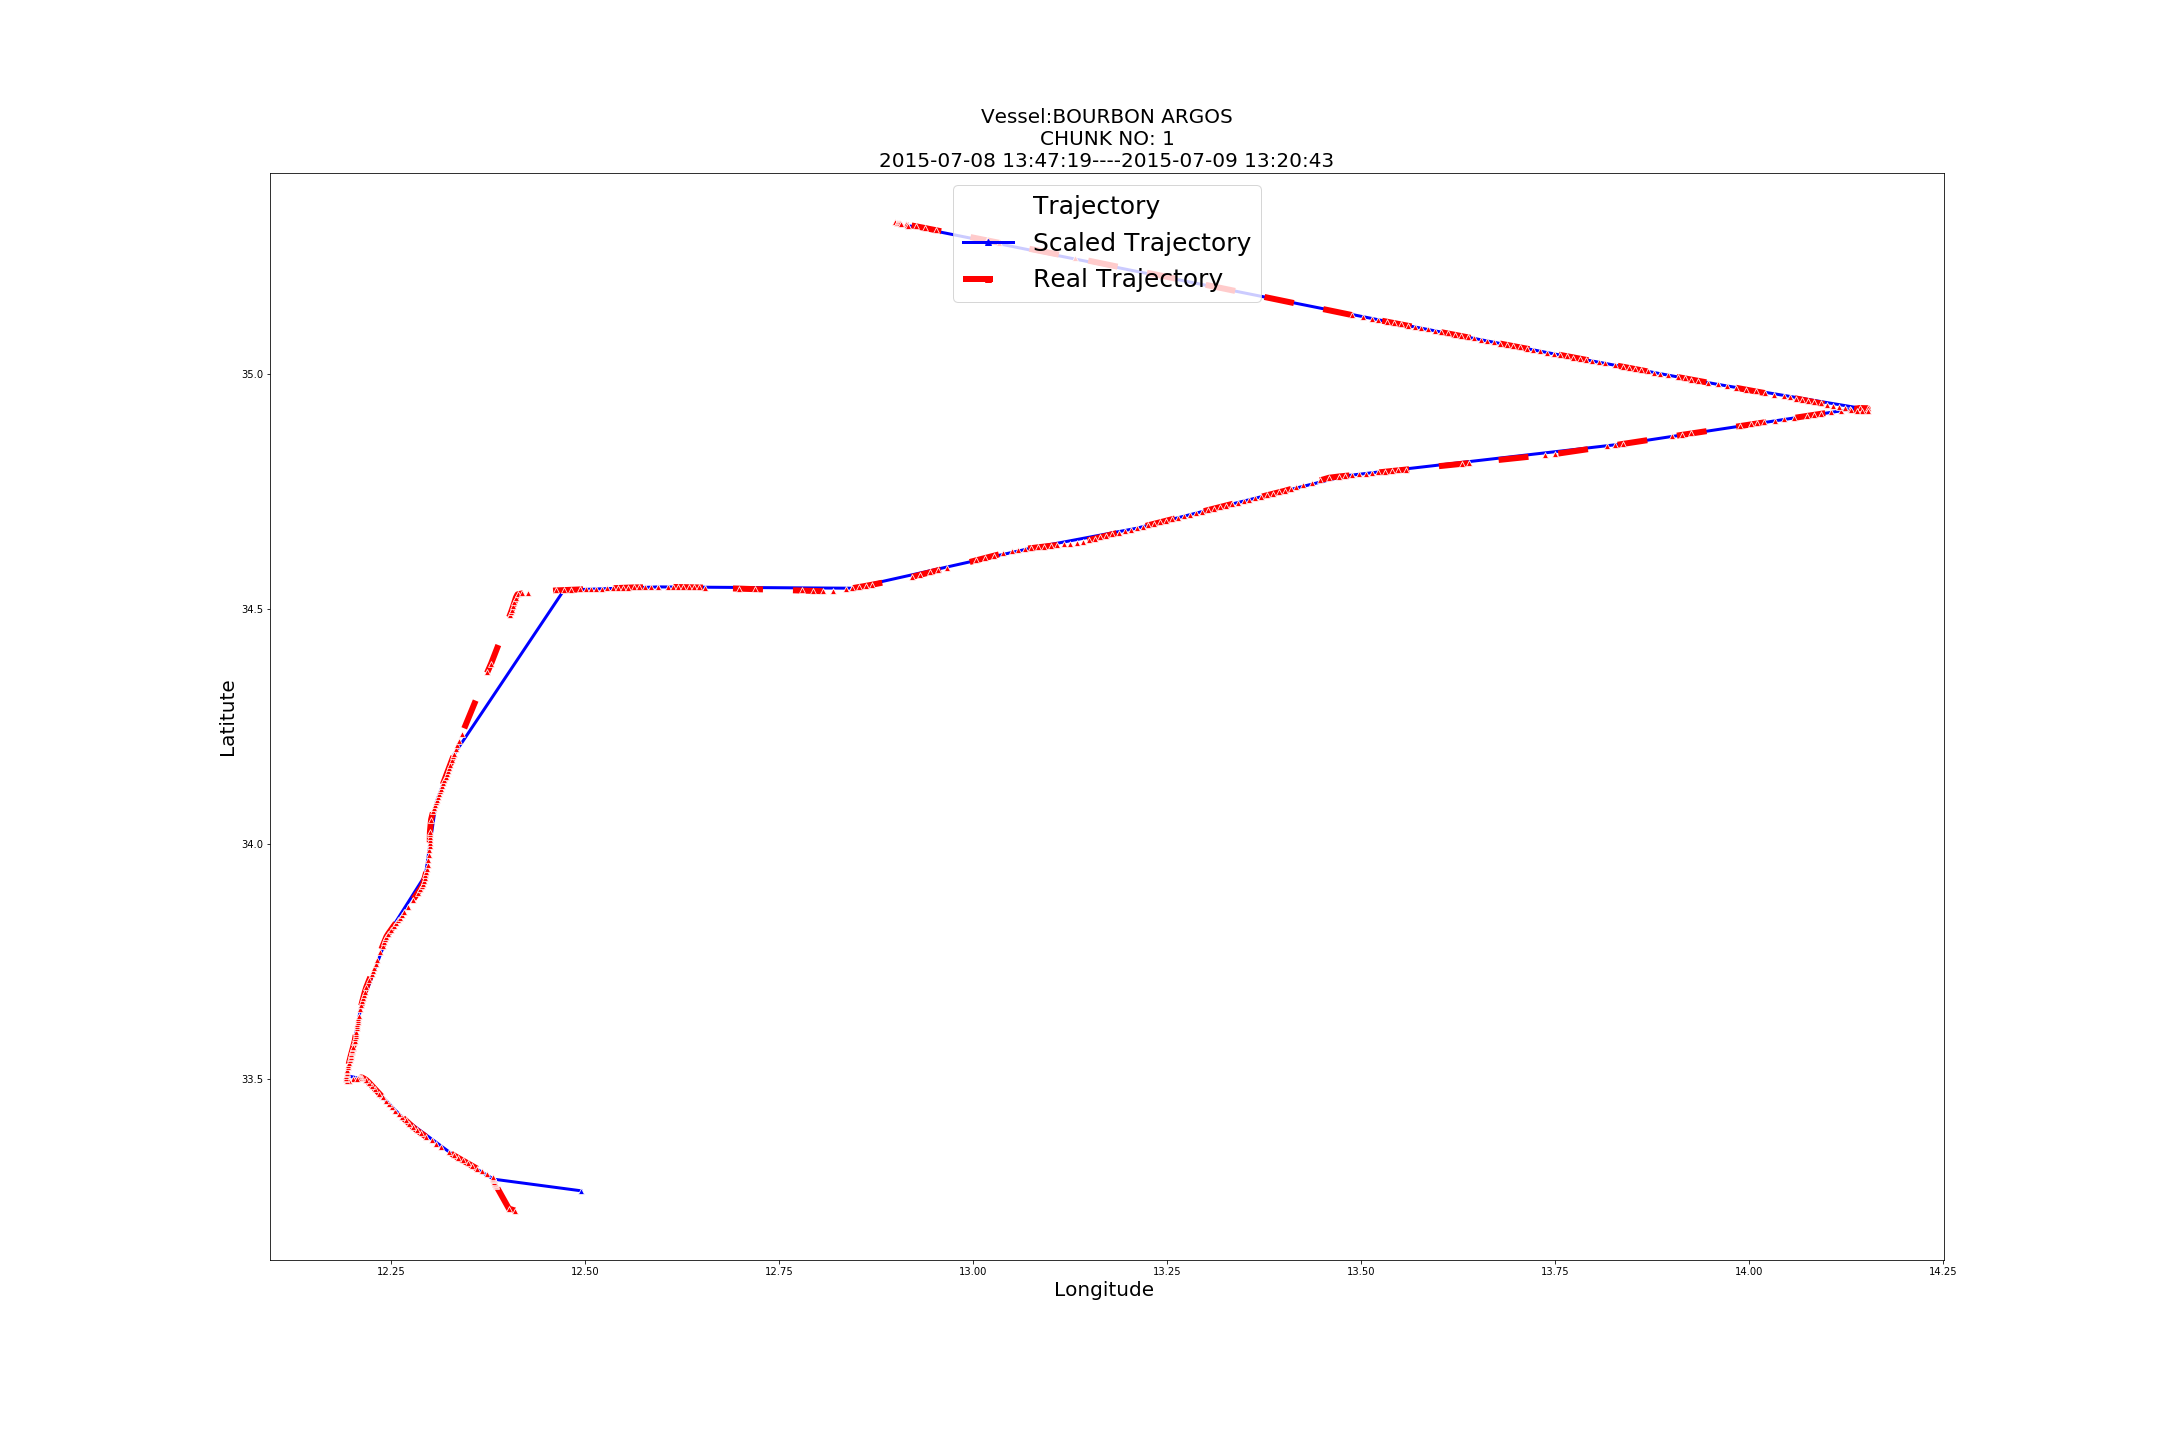 Vessel:BOURBON ARGOS
CHUNK NO: 1
2015-07-08 13:47:19----2015-07-09 13:20:43
Trajectory
Scaled Trajectory
Real Trajectory
35.0
34.5
34.0
33.5
Latitute
12.25 12.50 12.75 13.00 13.25 13.50 13.75 14.00 14.25
Longitude